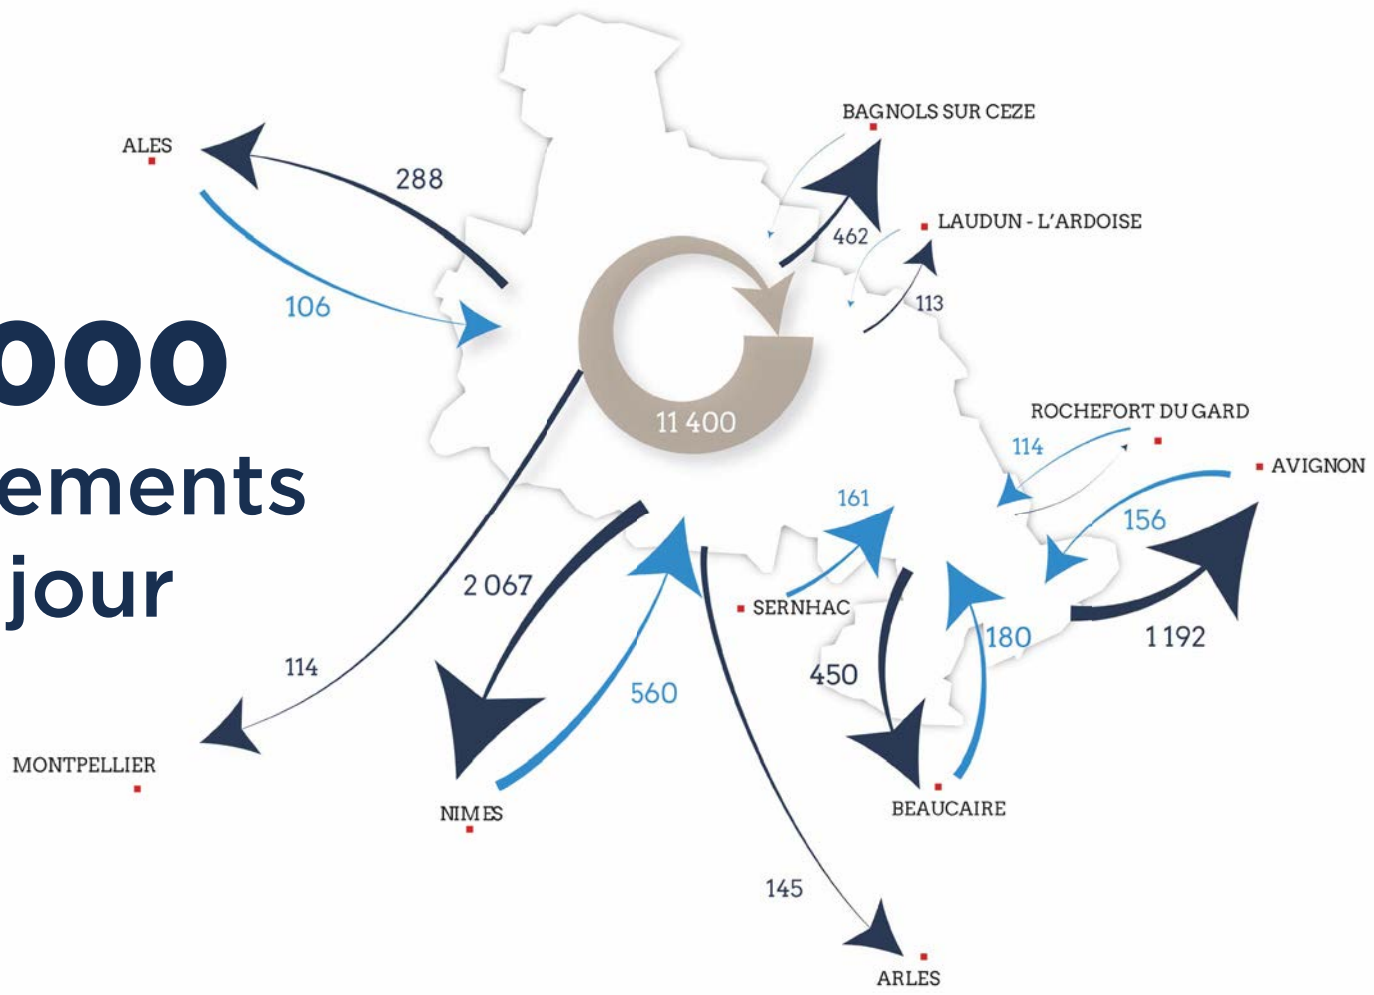 BAGNOLS SUR CEZE
ALES
288
LAUDUN - L'ARDOISE
462
106
113
000
11 400
ROCHEFORT DU GARD
114
AVIGNON
ements
161
156
jour
2 067
SERNHAC
180
1 192
114
560
450
MONTPELLIER
NIMES
BEAUCAIRE
145
ARLES